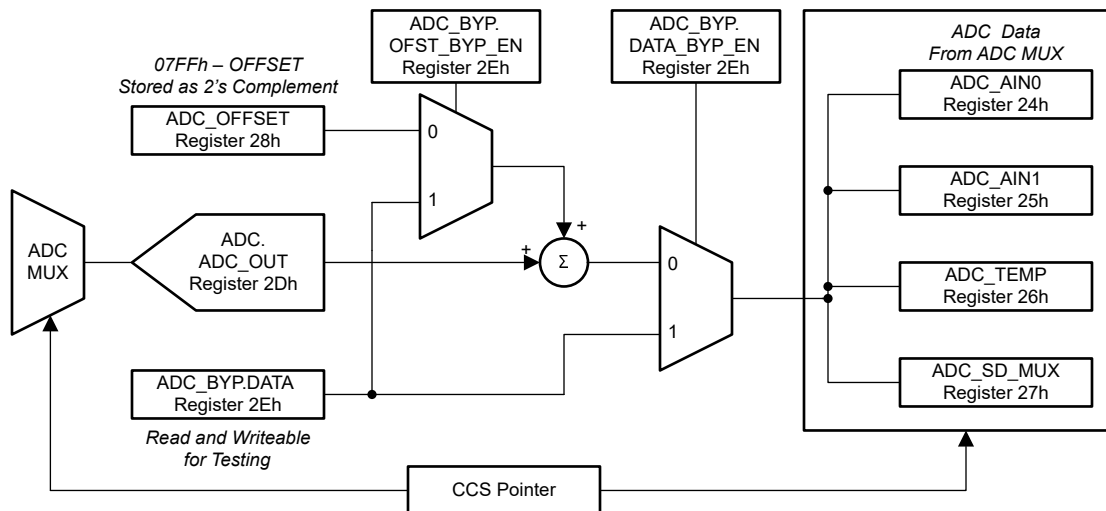 ADC_BYP.
OFST_BYP_EN
Register 2Eh
ADC_BYP.
DATA_BYP_EN
Register 2Eh
ADC Data
From ADC MUX
07FFh – OFFSET
Stored as 2's Complement
ADC_OFFSET
Register 28h
0
1
ADC_AIN0
Register 24h
ADC_AIN1
Register 25h
ADC
MUX
ADC.
ADC_OUT
Register 2Dh
+
+
Σ
0
1
ADC_TEMP
Register 26h
ADC_SD_MUX
Register 27h
ADC_BYP.DATA
Register 2Eh
Read and Writeable
for Testing
CCS Pointer